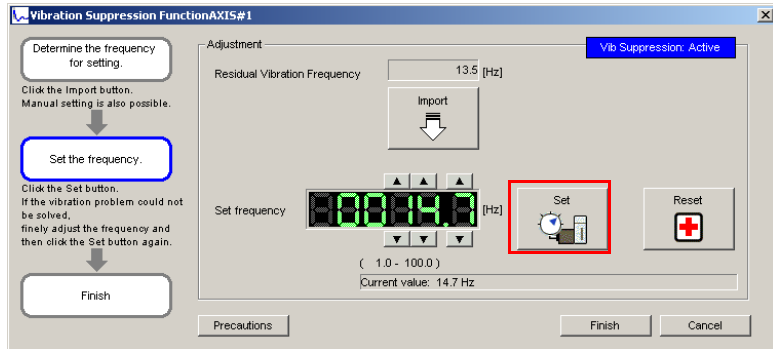 Vibration Suppression FunctionAXIS#1
Determine the frequency
for setting.
Click the Import button.
Manual setting is also possible.
Set the frequency.
Click the Set button.
If the vibration problem could not
be solved,
finely adjust the frequency and
then click the Set button again.
Finish
Adjustment
Vib Suppression: Active
Residual Vibration Frequency 13.5 [Hz]
Import
Set frequency 0014.7 [Hz]
Set
Reset
( 1.0 - 100.0 )
Current value: 14.7 Hz
Precautions
Finish
Cancel